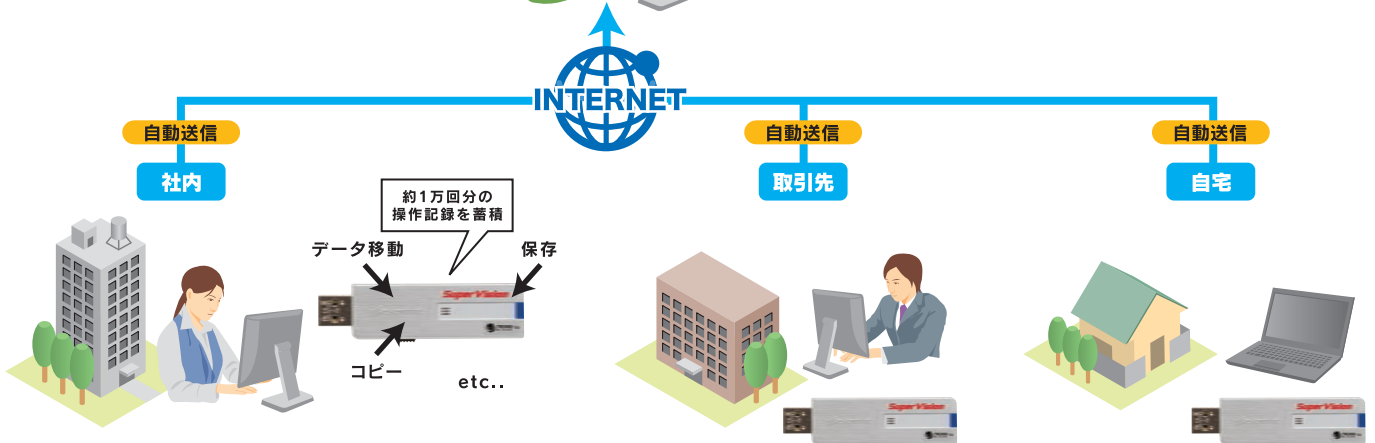 INTERNET
自動送信
自動送信
自動送信
社内
取引先
自宅
約1万回分の
操作記録を蓄積
データ移動
保存
SuperVision
コピー
etc..
SuperVision
SuperVision